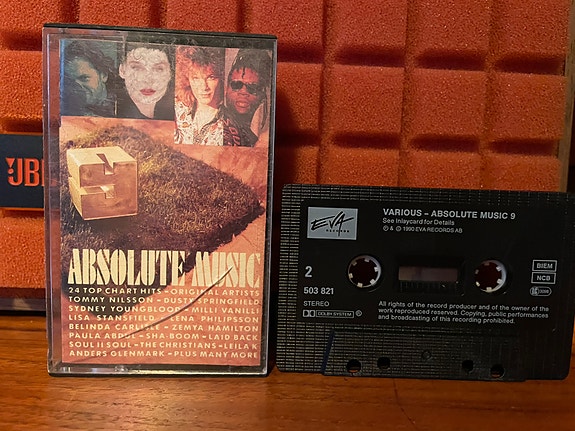 JBL
9
ABSOLUTE MUSIC
24 TOP CHART HITS - ORIGINAL ARTISTS
TOMMY NILSSON - DUSTY SPRINGFIELD
SYDNEY YOUNGBLOOD - MILLI VANILLI
LISA STANSFIELD - LENA PHILIPSSON
BELINDA CARLISLE - ZEMYA HAMILTON
PAULA ABDUL - SHA-BOOM - LAID BACK
SOUL II SOUL - THE CHRISTIANS - LEILA K
ANDERS GLENMARK - PLUS MANY MORE
EVA
RECORDS
VARIOUS – ABSOLUTE MUSIC 9
See Inlaycard for Details
℗ & © 1990 EVA RECORDS AB
2
503 821
STEREO
DOLBY SYSTEM
BIEM
NCB
All rights of the record producer and of the owner of the
work reproduced reserved. Copying, public performances
and broadcasting of this recording prohibited.